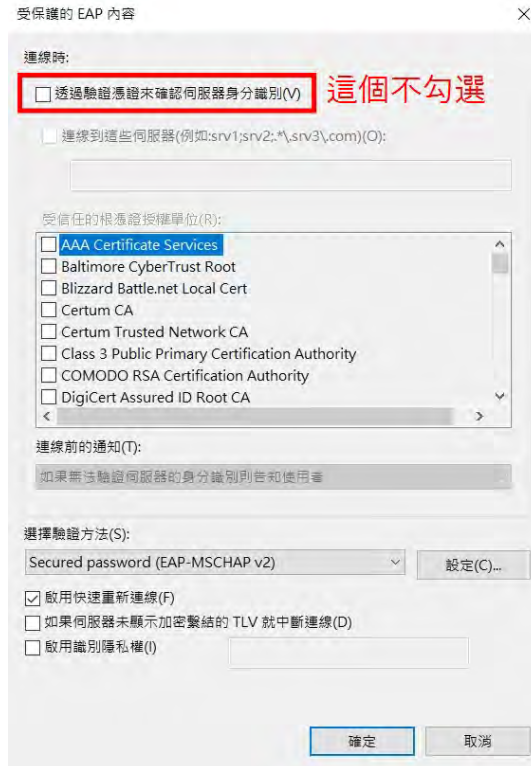 受保護的 EAP 內容
連線時:
透過驗證憑證來確認伺服器身分識別(V)
這個不勾選
連線到這些伺服器(例如:srv1;srv2;.*\.srv3\.com)(O):
受信任的根憑證授權單位(R):
AAA Certificate Services
Baltimore CyberTrust Root
Blizzard Battle.net Local Cert
Certum CA
Certum Trusted Network CA
Class 3 Public Primary Certification Authority
COMODO RSA Certification Authority
DigiCert Assured ID Root CA
連線前的通知(T):
如果無法驗證伺服器的身分識別則告知使用者
選擇驗證方法(S):
Secured password (EAP-MSCHAP v2)
設定(C)...
啟用快速重新連線(F)
如果伺服器未顯示加密繫結的 TLV 就中斷連線(D)
啟用識別隱私權(I)
確定
取消